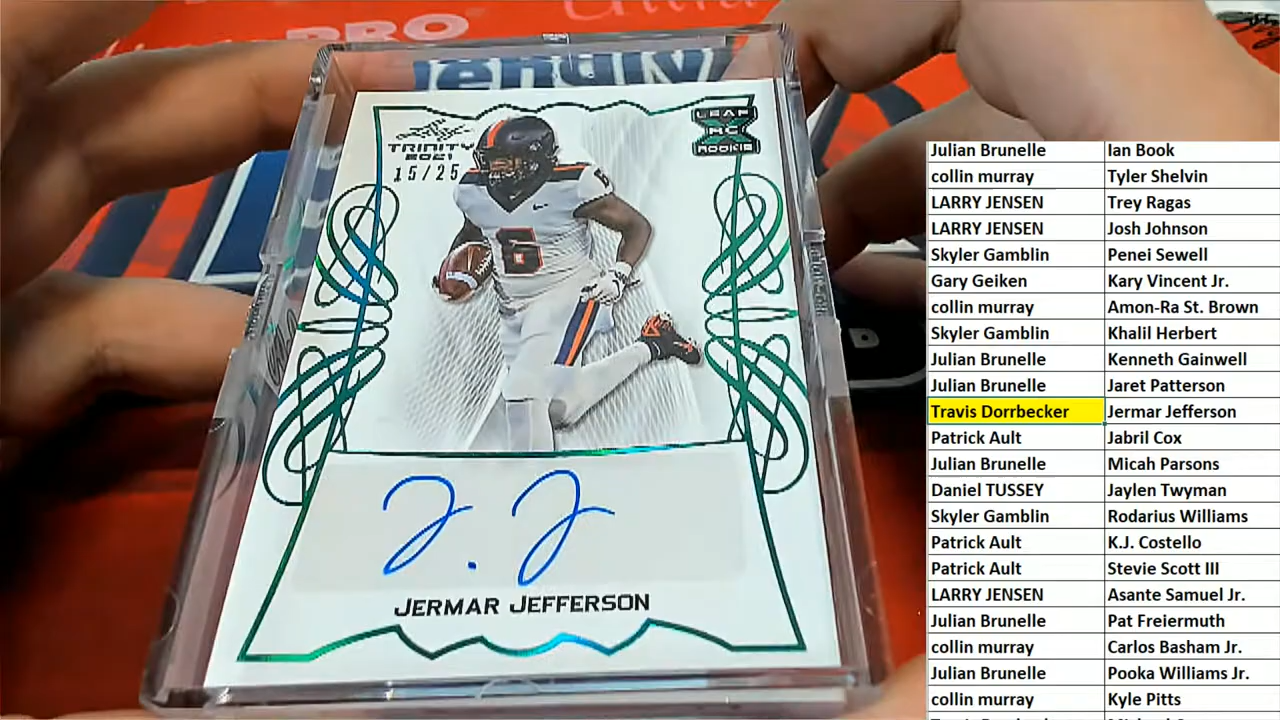 PRO
Identity
LEAF
RC
ROOKIE
TRINITY
2021
15/25
6
JERMAR JEFFERSON
J. J.
Julian Brunelle Ian Book
collin murray Tyler Shelvin
LARRY JENSEN Trey Ragas
LARRY JENSEN Josh Johnson
Skyler Gamblin Penei Sewell
Gary Geiken Kary Vincent Jr.
collin murray Amon-Ra St. Brown
Skyler Gamblin Khalil Herbert
Julian Brunelle Kenneth Gainwell
Julian Brunelle Jaret Patterson
Travis Dorrbecker Jermar Jefferson
Patrick Ault Jabril Cox
Julian Brunelle Micah Parsons
Daniel TUSSEY Jaylen Twyman
Skyler Gamblin Rodarius Williams
Patrick Ault K.J. Costello
Patrick Ault Stevie Scott III
LARRY JENSEN Asante Samuel Jr.
Julian Brunelle Pat Freiermuth
collin murray Carlos Basham Jr.
Julian Brunelle Pooka Williams Jr.
collin murray Kyle Pitts